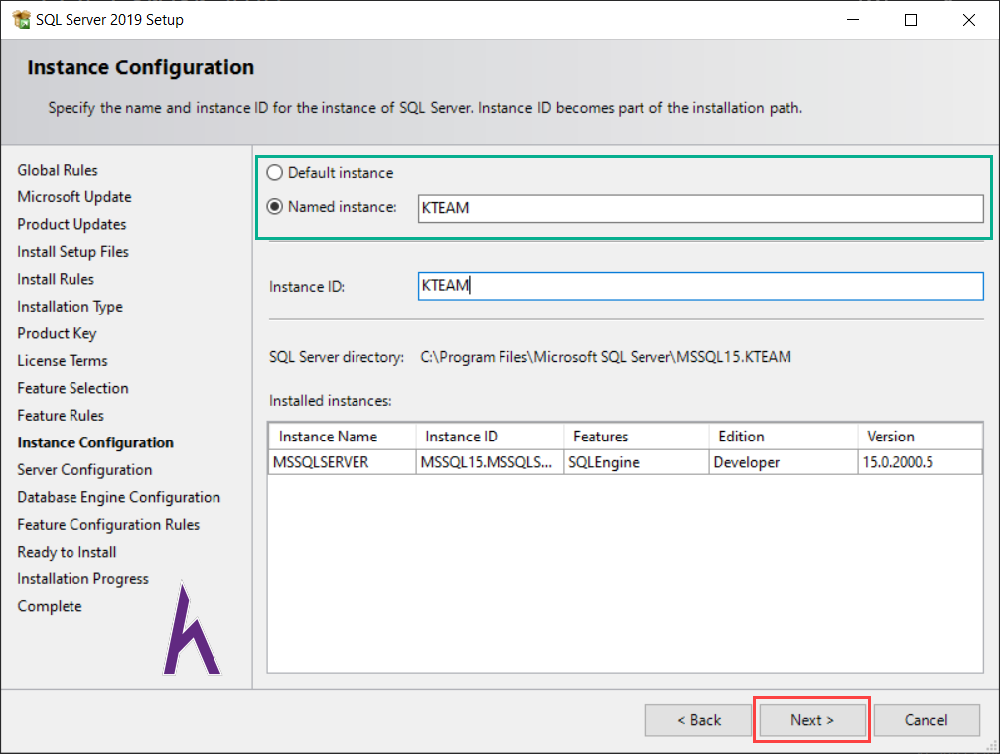 SQL Server 2019 Setup
Instance Configuration
Specify the name and instance ID for the instance of SQL Server. Instance ID becomes part of the installation path.
Global Rules
Microsoft Update
Product Updates
Install Setup Files
Install Rules
Installation Type
Product Key
License Terms
Feature Selection
Feature Rules
Instance Configuration
Server Configuration
Database Engine Configuration
Feature Configuration Rules
Ready to Install
Installation Progress
Complete
Default instance
Named instance: KTEAM
Instance ID: KTEAM
SQL Server directory: C:\Program Files\Microsoft SQL Server\MSSQL15.KTEAM
Installed instances:
Instance Name Instance ID Features Edition Version
MSSQLSERVER MSSQL15.MSSQLS... SQLEngine Developer 15.0.2000.5
< Back Next > Cancel